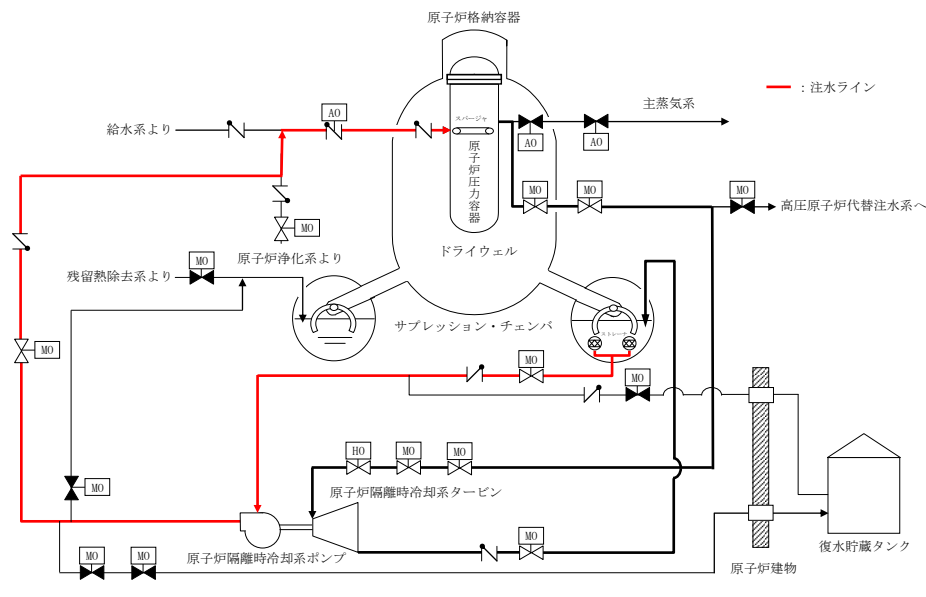 原子炉格納容器
：注水ライン
主蒸気系
AO
給水系より
スパージャ
原子炉圧力容器
AO
AO
MO
MO
MO
高圧原子炉代替注水系へ
MO
原子炉浄化系より
ドライウェル
MO
残留熱除去系より
サプレッション・チェンバ
ストレーナ
MO
MO
MO
HO
MO
MO
原子炉隔離時冷却系タービン
MO
MO
原子炉隔離時冷却系ポンプ
MO
MO
復水貯蔵タンク
原子炉建物